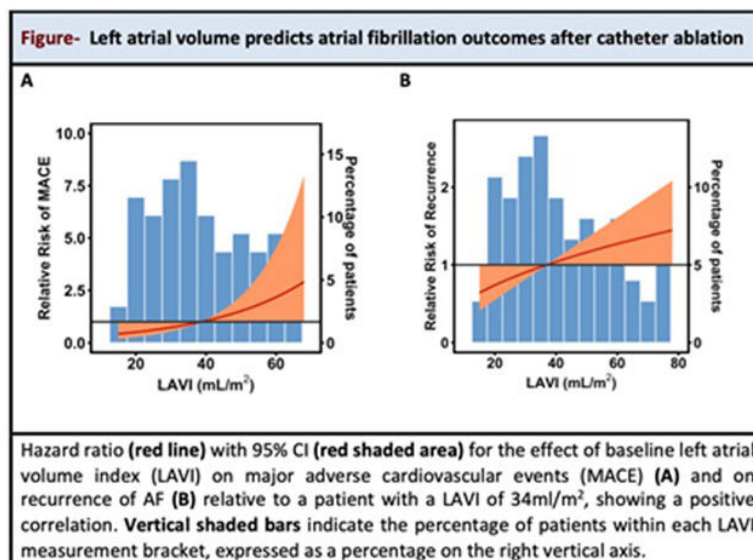 Figure- Left atrial volume predicts atrial fibrillation outcomes after catheter ablation
A
B
Relative Risk of MACE
10.0
7.5
5.0
2.5
0.0
15
10
5
0
Percentage of patients
20
40
60
LAVI (mL/m²)
Relative Risk of Recurrence
2
1
0
10
5
0
Percentage of patients
20
40
60
80
LAVI (mL/m²)
Hazard ratio (red line) with 95% CI (red shaded area) for the effect of baseline left atrial
volume index (LAVI) on major adverse cardiovascular events (MACE) (A) and on
recurrence of AF (B) relative to a patient with a LAVI of 34ml/m², showing a positive
correlation. Vertical shaded bars indicate the percentage of patients within each LAVI
measurement bracket, expressed as a percentage on the right vertical axis.